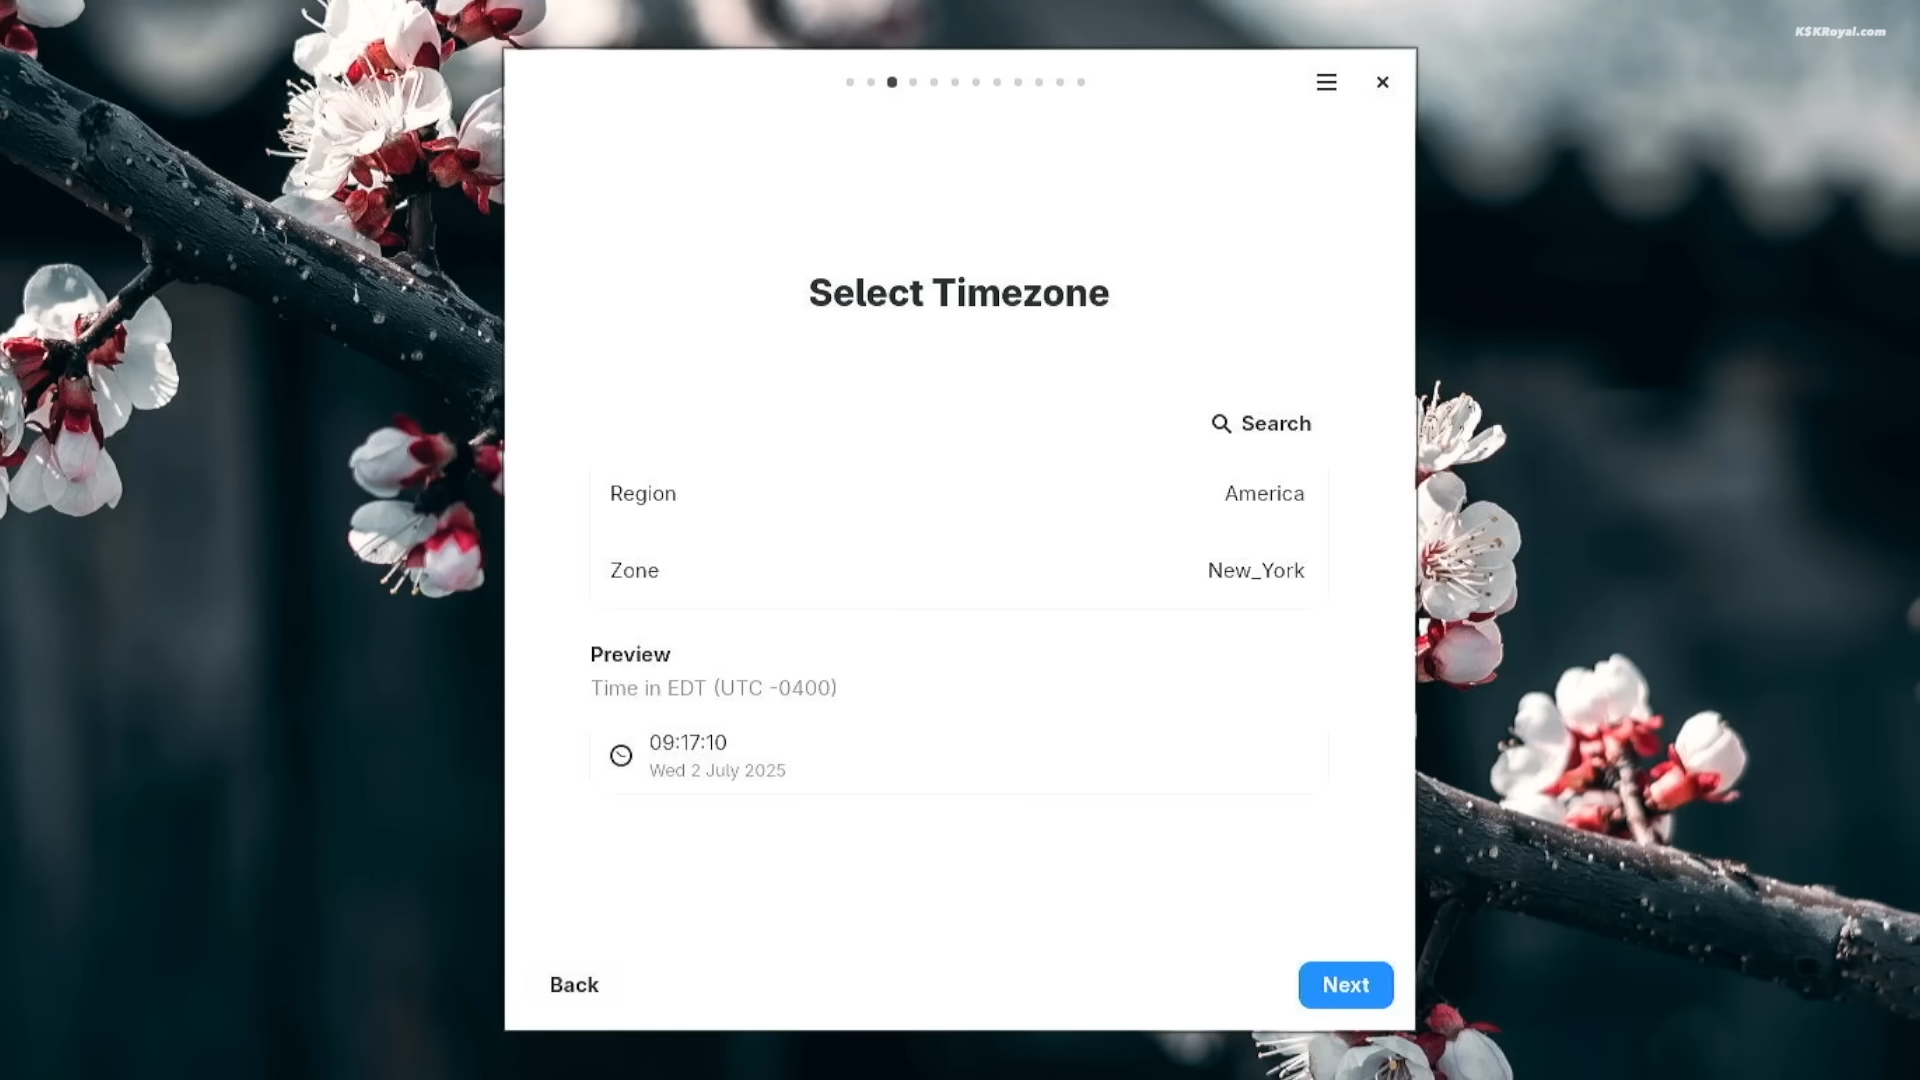 KSKRoyal.com
Select Timezone
Search
Region America
Zone New_York
Preview
Time in EDT (UTC -0400)
09:17:10
Wed 2 July 2025
Back Next